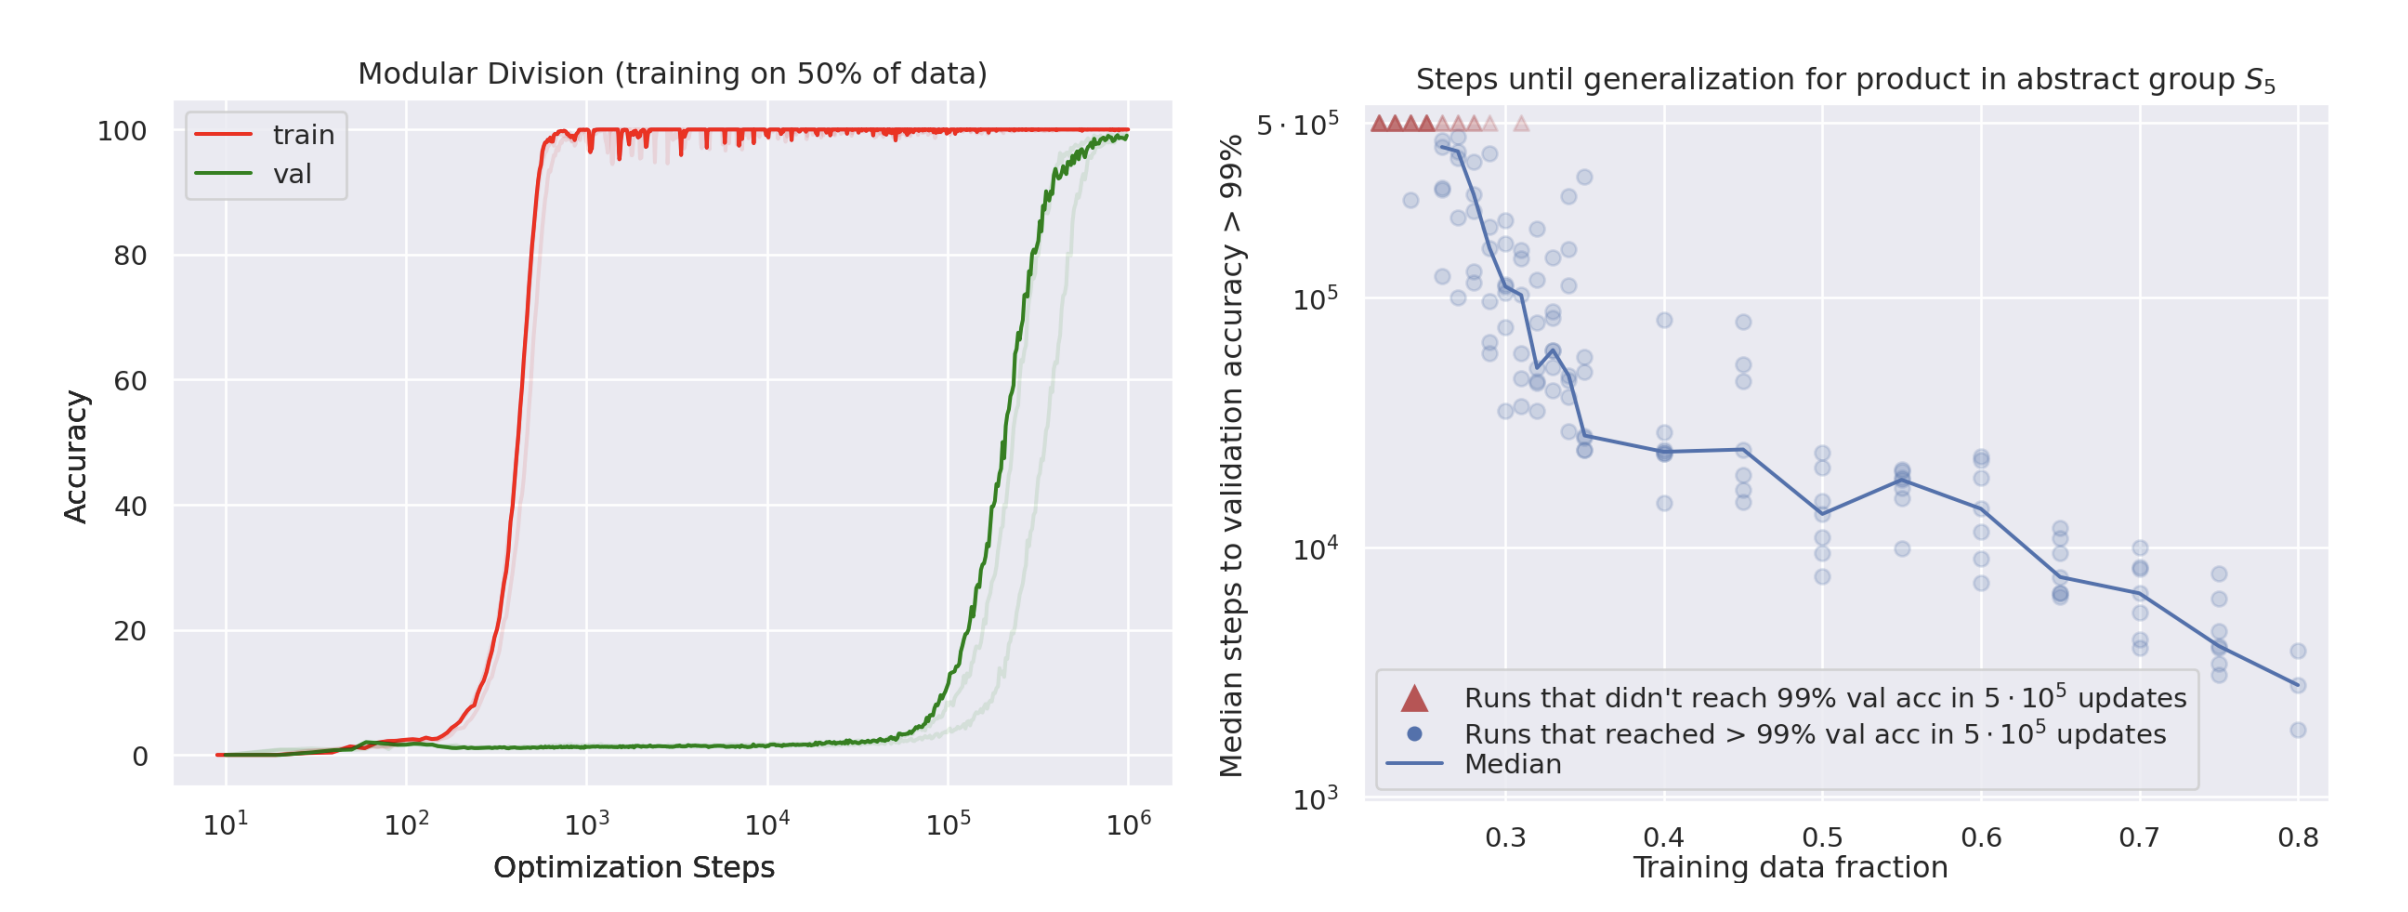 Modular Division (training on 50% of data)
train
val
100
80
60
40
20
0
Accuracy
10¹
10²
10³
10⁴
10⁵
10⁶
Optimization Steps
Steps until generalization for product in abstract group S₅
5 · 10⁵
10⁵
10⁴
10³
Median steps to validation accuracy > 99%
Runs that didn't reach 99% val acc in 5 · 10⁵ updates
Runs that reached > 99% val acc in 5 · 10⁵ updates
Median
0.3
0.4
0.5
0.6
0.7
0.8
Training data fraction